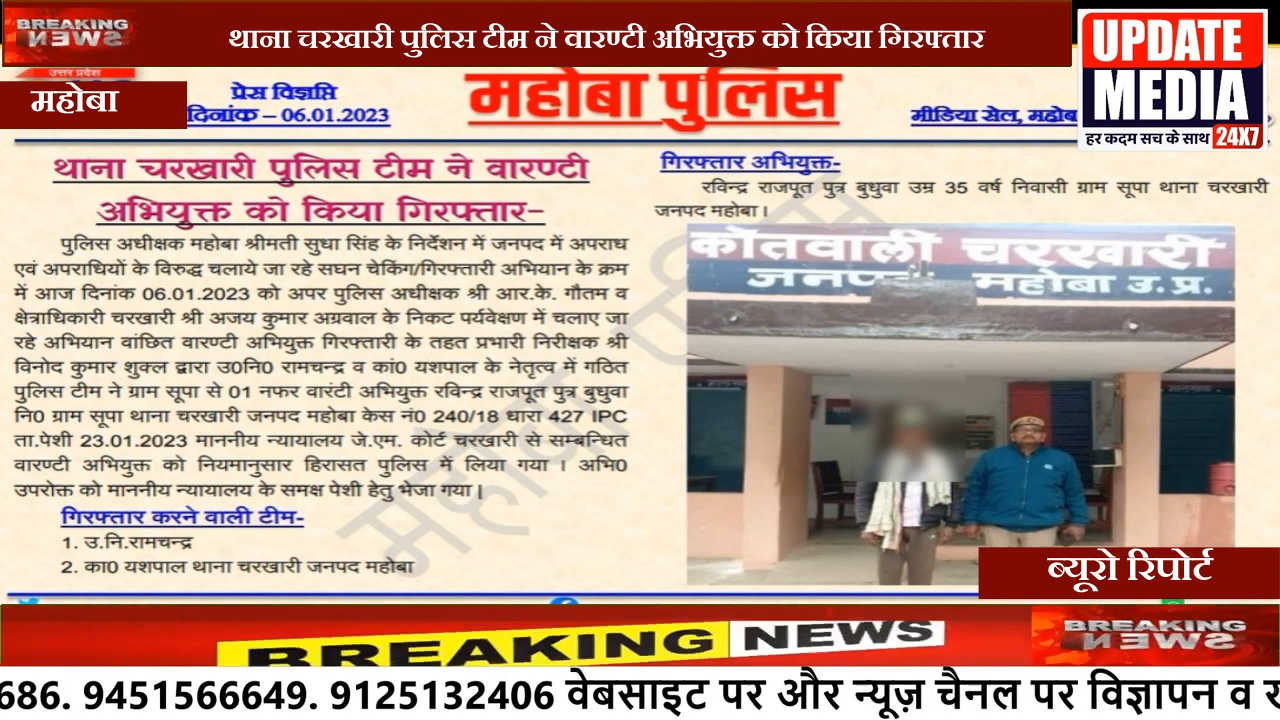 BREAKING
NEWS
थाना चरखारी पुलिस टीम ने वारण्टी अभियुक्त को किया गिरफ्तार
UPDATE
MEDIA
हर कदम सच के साथ 24X7
उत्तर प्रदेश
महोबा
प्रेस विज्ञप्ति
दिनांक – 06.01.2023
महोबा पुलिस
मीडिया सेल,
थाना चरखारी पुलिस टीम ने वारण्टी
अभियुक्त को किया गिरफ्तार–
पुलिस अधीक्षक महोबा श्रीमती सुधा सिंह के निर्देशन में जनपद में अपराध
एवं अपराधियों के विरुद्ध चलाये जा रहे सघन चेकिंग/गिरफ्तारी अभियान के क्रम
में आज दिनांक 06.01.2023 को अपर पुलिस अधीक्षक श्री आर.के. गौतम व
क्षेत्राधिकारी चरखारी श्री अजय कुमार अग्रवाल के निकट पर्यवेक्षण में चलाए जा
रहे अभियान वांछित वारण्टी अभियुक्त गिरफ्तारी के तहत प्रभारी निरीक्षक श्री
विनोद कुमार शुक्ल द्वारा उ0नि0 रामचन्द्र व कां0 यशपाल के नेतृत्व में गठित
पुलिस टीम ने ग्राम सूपा से 01 नफर वारंटी अभियुक्त रविन्द्र राजपूत पुत्र बुधुवा
नि0 ग्राम सूपा थाना चरखारी जनपद महोबा केस नं0 240/18 धारा 427 IPC
ता.पेशी 23.01.2023 माननीय न्यायालय जे.एम. कोर्ट चरखारी से सम्बन्धित
वारण्टी अभियुक्त को नियमानुसार हिरासत पुलिस में लिया गया । अभि0
उपरोक्त को माननीय न्यायालय के समक्ष पेशी हेतु भेजा गया|
गिरफ्तार करने वाली टीम-
1. उ.नि.रामचन्द्र
2. का0 यशपाल थाना चरखारी जनपद महोबा
गिरफ्तार अभियुक्त-
रविन्द्र राजपूत पुत्र बुधुवा उम्र 35 वर्ष निवासी ग्राम सूपा थाना चरखारी
जनपद महोबा।
कोतवाली चरखारी
महोबा उ.प्र.
ब्यूरो रिपोर्ट
BREAKING NEWS
BREAKING
NEWS
686. 9451566649. 9125132406 वेबसाइट पर और न्यूज़ चैनल पर विज्ञापन व